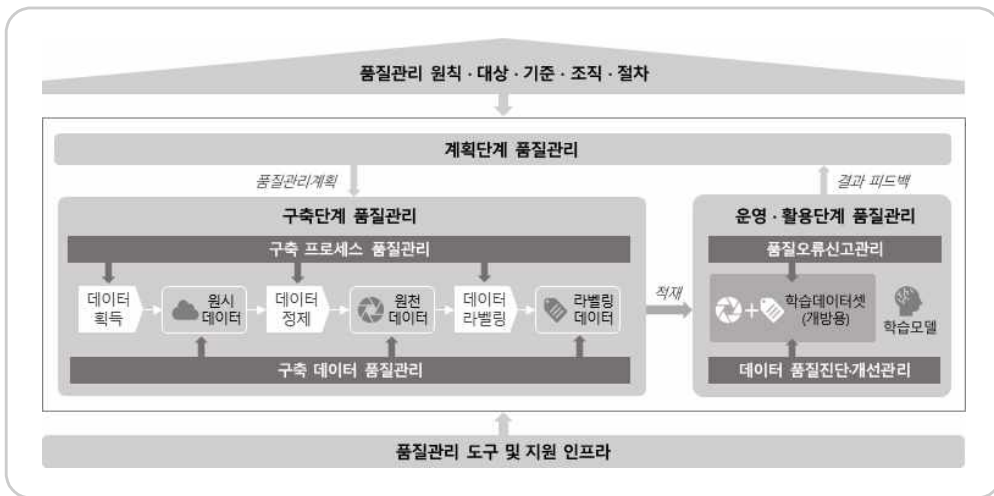 품질관리 원칙 · 대상 · 기준 · 조직 · 절차
계획단계 품질관리
품질관리계획
결과 피드백
구축단계 품질관리
구축 프로세스 품질관리
데이터
획득
원시
데이터
데이터
정제
원천
데이터
데이터
라벨링
라벨링
데이터
구축 데이터 품질관리
적재
운영 · 활용단계 품질관리
품질오류신고관리
학습데이터셋
(개방용)
학습모델
데이터 품질진단·개선관리
품질관리 도구 및 지원 인프라